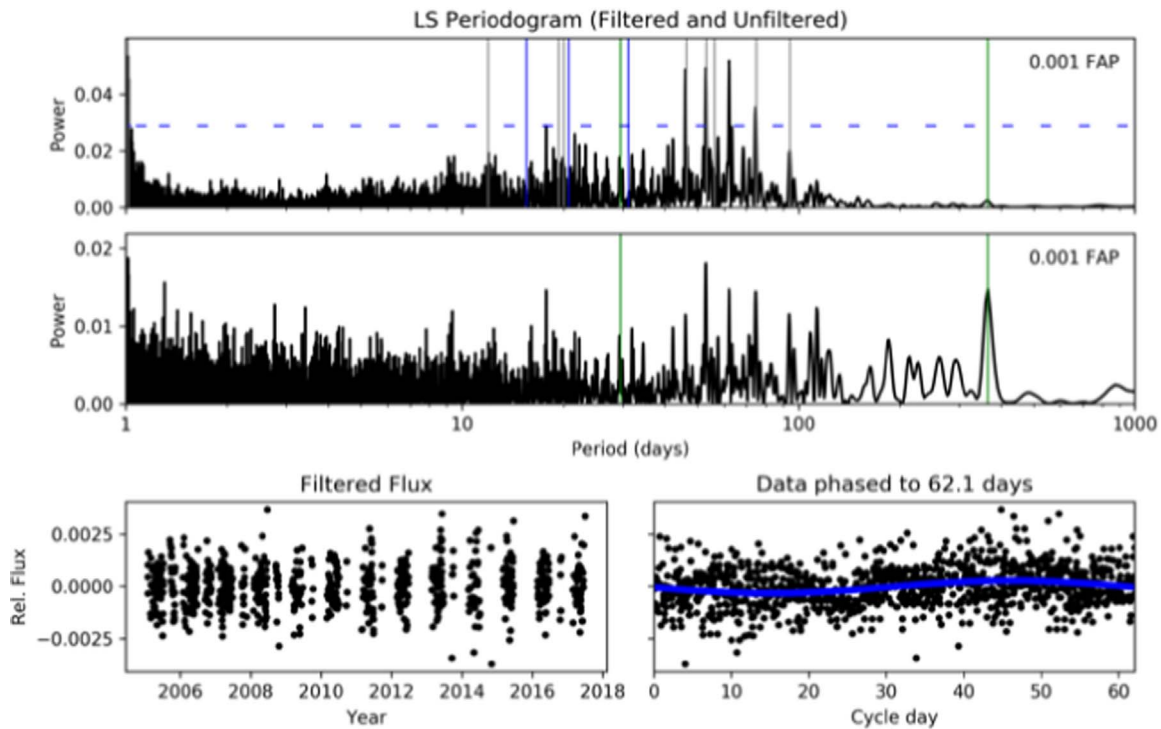 LS Periodogram (Filtered and Unfiltered)
0.001 FAP
Power
0.04
0.02
0.00
10
100
0.001 FAP
Power
0.02
0.01
0.00
1
10
100
1000
Period (days)
Filtered Flux
Rel. Flux
0.0025
0.0000
−0.0025
2006 2008 2010 2012 2014 2016 2018
Year
Data phased to 62.1 days
0 10 20 30 40 50 60
Cycle day